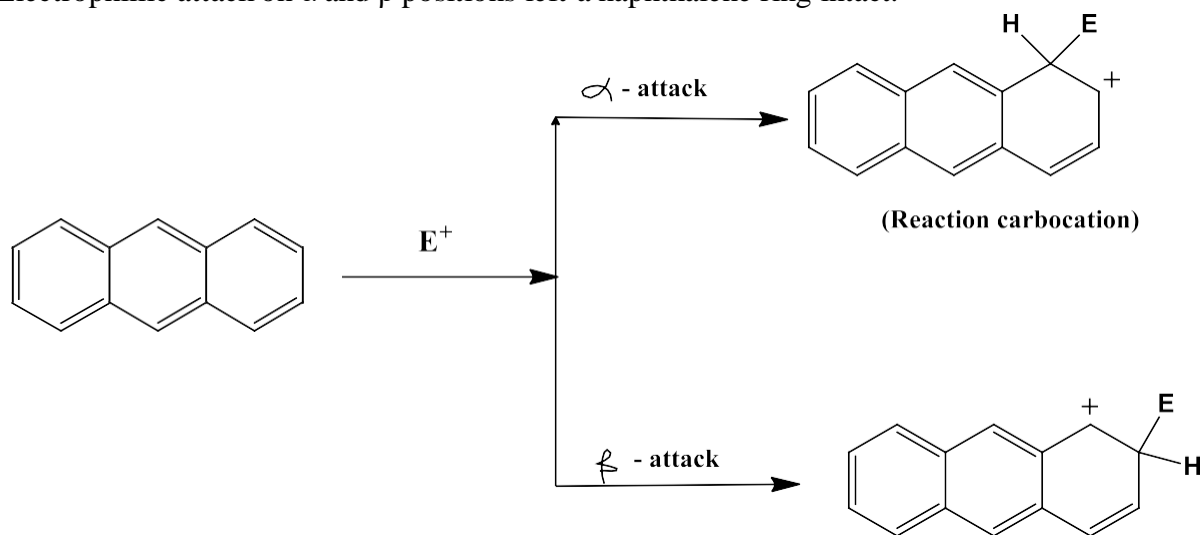 Electrophilic attack on α and β positions left a naphthalene ring intact.
H E
α - attack
+
(Reaction carbocation)
E+
+ E
β - attack
H